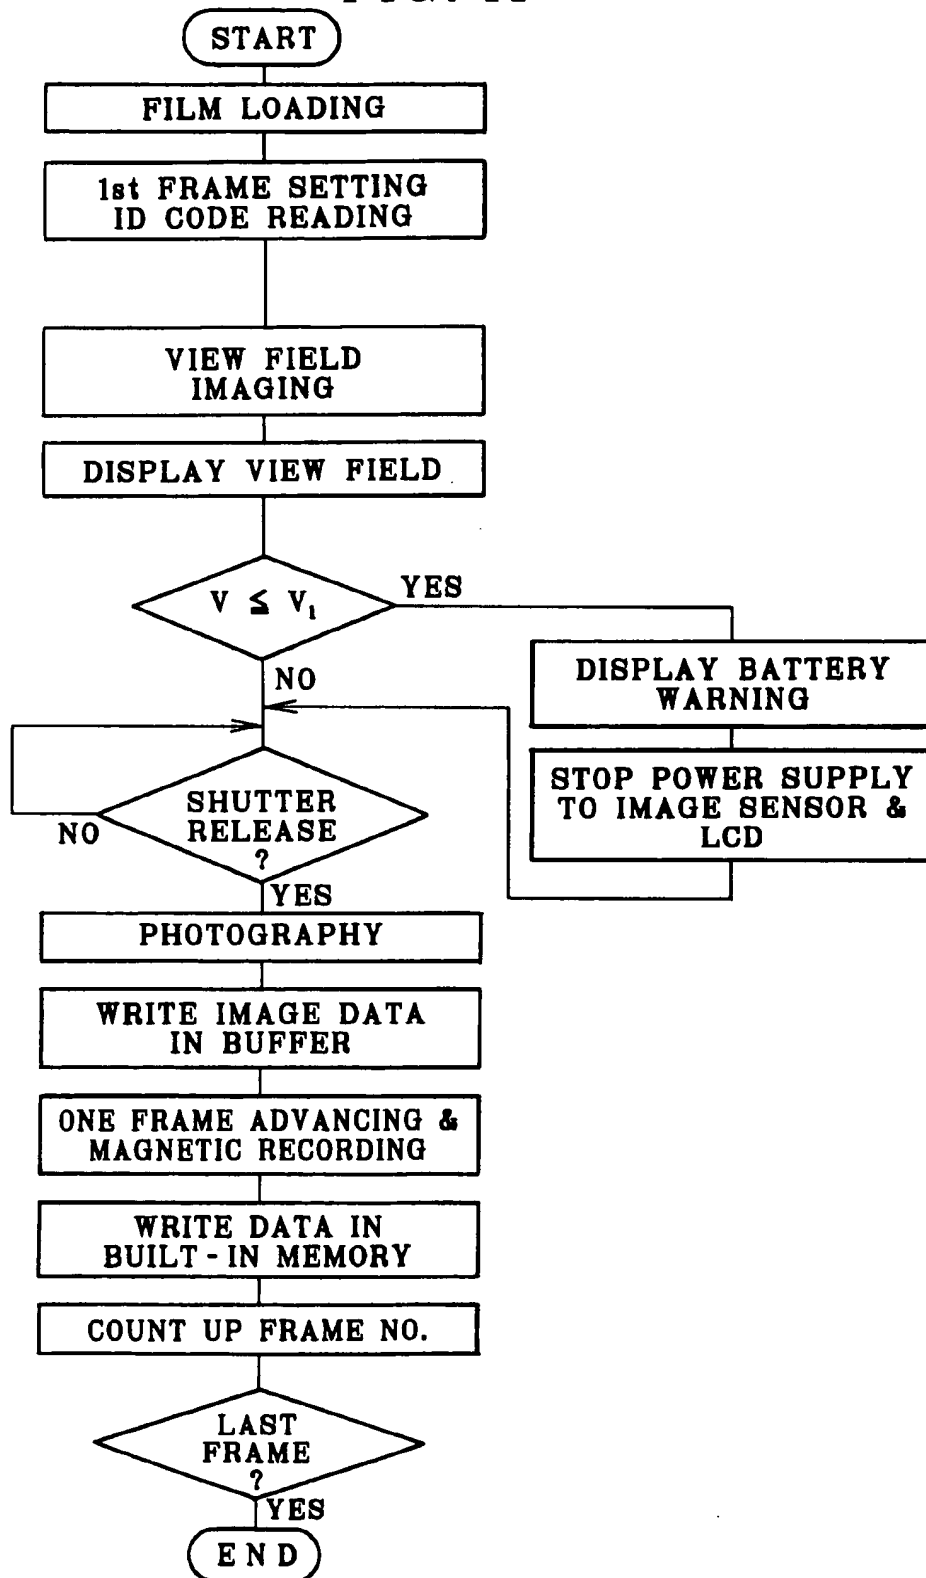 START
FILM LOADING
1st FRAME SETTING
ID CODE READING
VIEW FIELD
IMAGING
DISPLAY VIEW FIELD
V ≦ V₁
YES
NO
DISPLAY BATTERY
WARNING
STOP POWER SUPPLY
TO IMAGE SENSOR &
LCD
SHUTTER
RELEASE
?
NO
YES
PHOTOGRAPHY
WRITE IMAGE DATA
IN BUFFER
ONE FRAME ADVANCING &
MAGNETIC RECORDING
WRITE DATA IN
BUILT-IN MEMORY
COUNT UP FRAME NO.
LAST
FRAME
?
YES
END